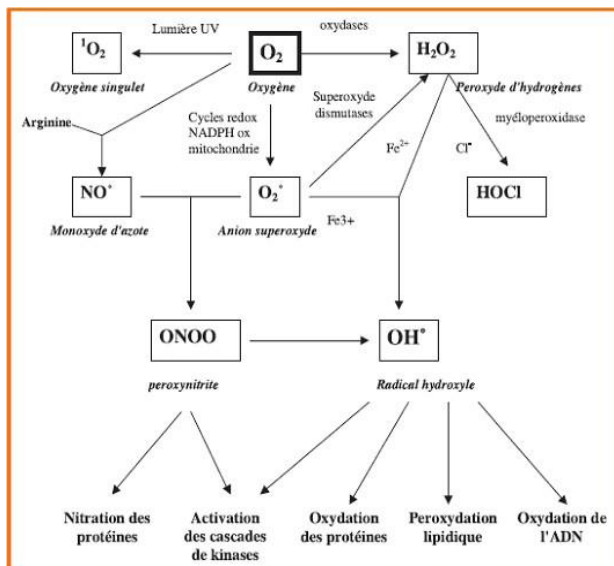 Lumière UV
oxydases
¹O₂
O₂
H₂O₂
Oxygène singulet
Oxygène
Peroxyde d'hydrogènes
Arginine
Cycles redox
NADPH ox
mitochondrie
Superoxyde
dismutases
myéloperoxidase
Fe²⁺
Cl⁻
NO•
O₂•
HOCl
Monoxyde d'azote
Anion superoxyde
Fe3+
ONOO
OH•
peroxynitrite
Radical hydroxyle
Nitration des
protéines
Activation
des cascades
de kinases
Oxydation
des protéines
Peroxydation
lipidique
Oxydation de
l'ADN